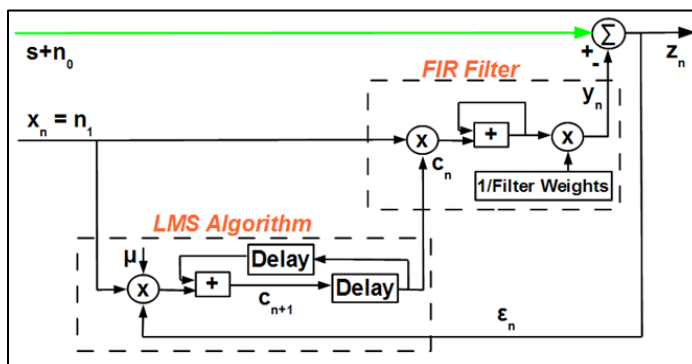 Σ
+
-
s+n₀
zₙ
FIR Filter
yₙ
xₙ = n₁
+
x
x
cₙ
1/Filter Weights
LMS Algorithm
μ
Delay
+
x
Delay
cₙ₊₁
εₙ